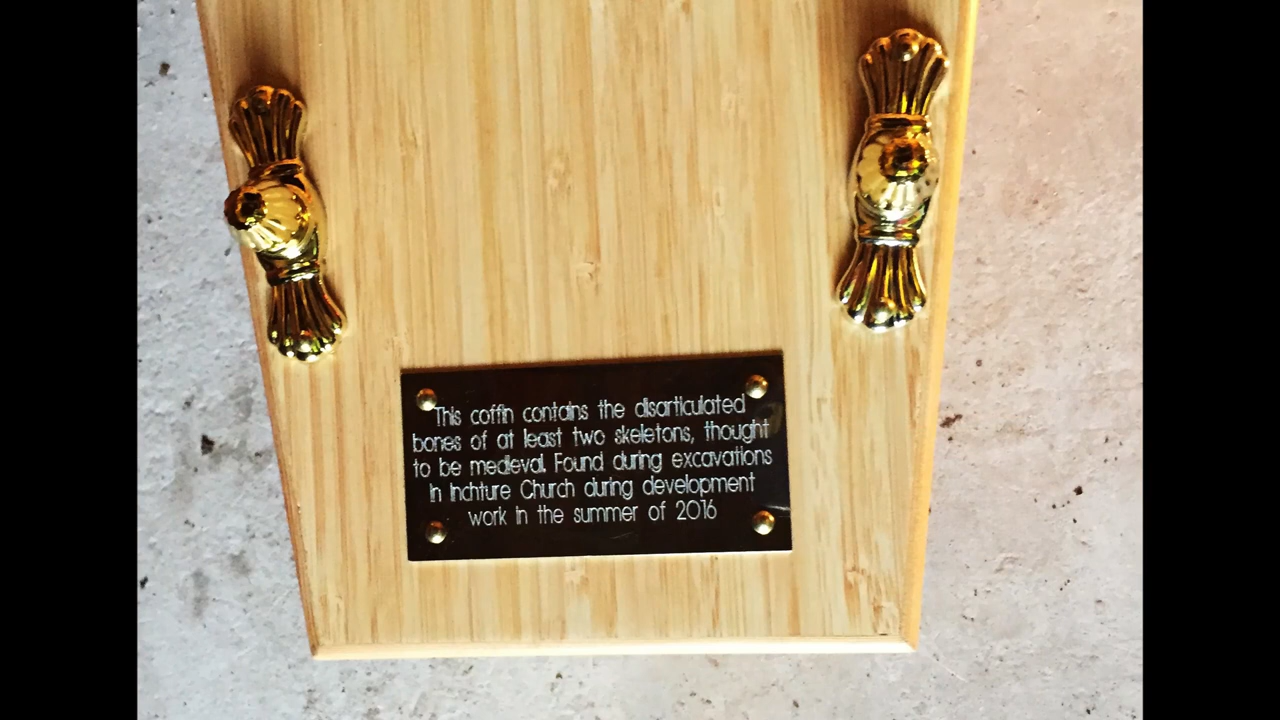 This coffin contains the disarticulated
bones of at least two skeletons, thought
to be medieval. Found during excavations
in Inchture Church during development
work in the summer of 2016